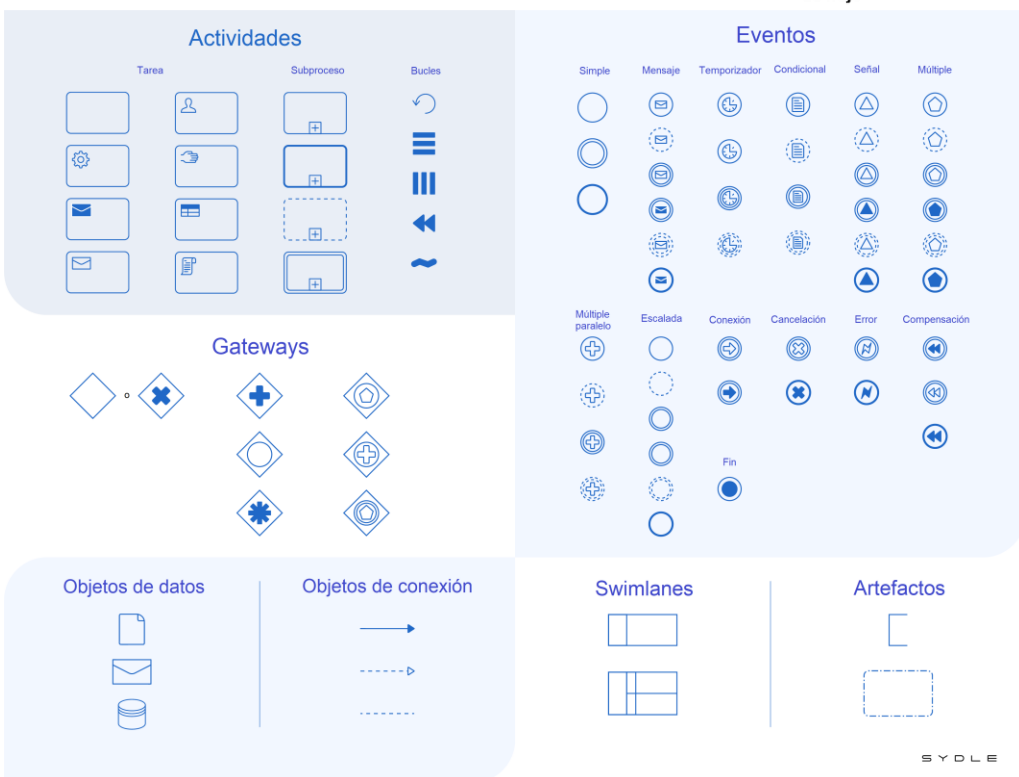 Actividades
Tarea
Subproceso
Bucles
Eventos
Simple
Mensaje
Temporizador
Condicional
Señal
Múltiple
Múltiple
paralelo
Escalada
Conexión
Cancelación
Error
Compensación
Fin
Gateways
o
Objetos de datos
Objetos de conexión
Swimlanes
Artefactos
SYDLE